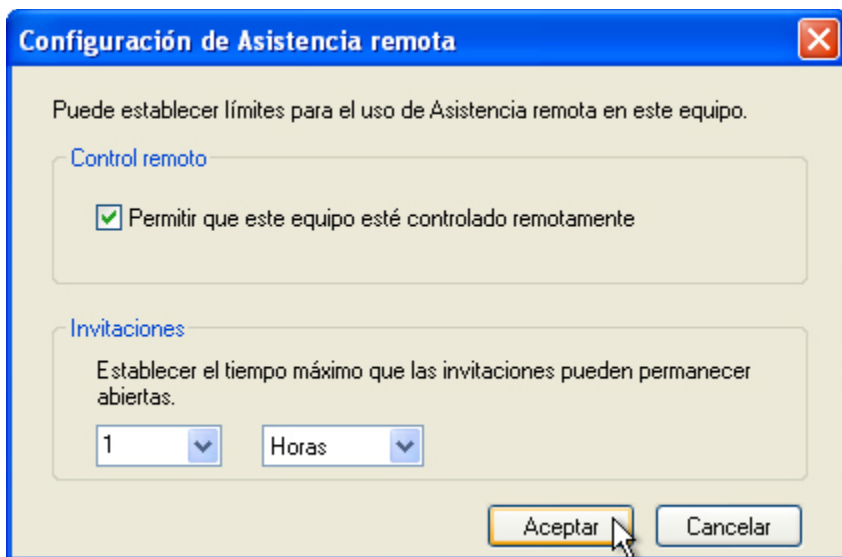 Configuración de Asistencia remota
Puede establecer límites para el uso de Asistencia remota en este equipo.
Control remoto
Permitir que este equipo esté controlado remotamente
Invitaciones
Establecer el tiempo máximo que las invitaciones pueden permanecer
abiertas.
1 Horas
Aceptar Cancelar